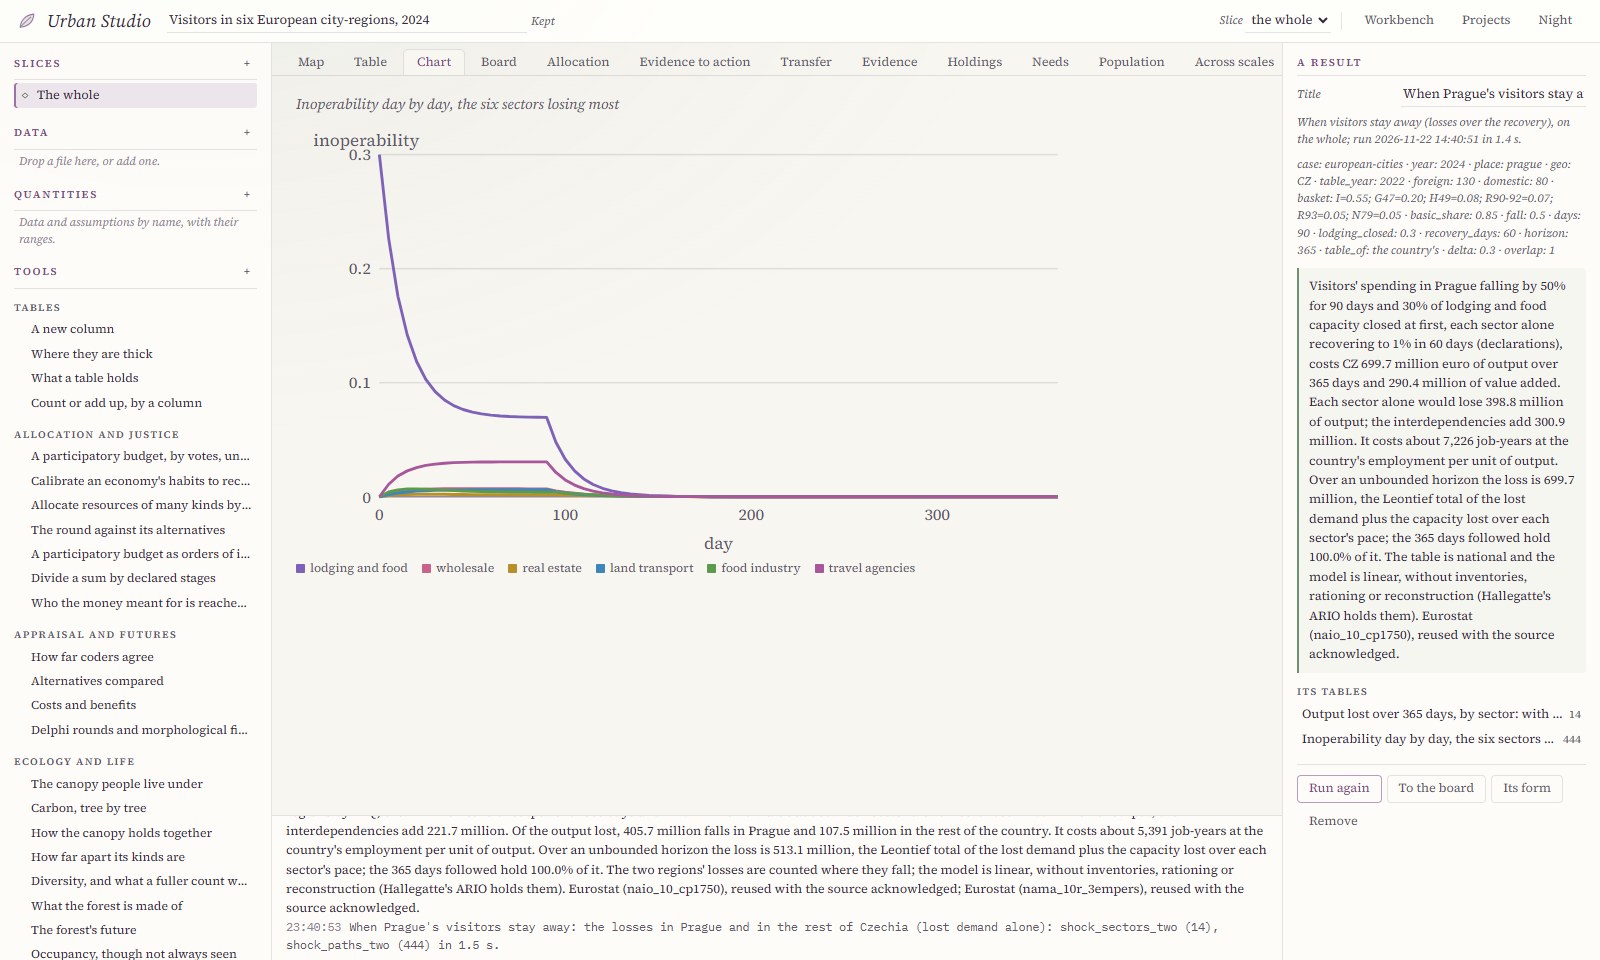 Urban Studio
Visitors in six European city-regions, 2024
Kept
Slice the whole
Workbench
Projects
Night
SLICES +
The whole
DATA +
Drop a file here, or add one.
QUANTITIES +
Data and assumptions by name, with their
ranges.
TOOLS +
TABLES
A new column
Where they are thick
What a table holds
Count or add up, by a column
ALLOCATION AND JUSTICE
A participatory budget, by votes, un...
Calibrate an economy's habits to rec...
Allocate resources of many kinds by...
The round against its alternatives
A participatory budget as orders of i...
Divide a sum by declared stages
Who the money meant for is reache...
APPRAISAL AND FUTURES
How far coders agree
Alternatives compared
Costs and benefits
Delphi rounds and morphological fi...
ECOLOGY AND LIFE
The canopy people live under
Carbon, tree by tree
How the canopy holds together
How far apart its kinds are
Diversity, and what a fuller count w...
What the forest is made of
The forest's future
Occupancy, though not always seen
Map Table Chart Board Allocation Evidence to action Transfer Evidence Holdings Needs Population Across scales
Inoperability day by day, the six sectors losing most
inoperability
0.3
0.2
0.1
0
0 100 200 300
day
lodging and food wholesale real estate land transport food industry travel agencies
interdependencies add 221.7 million. Of the output lost, 405.7 million falls in Prague and 107.5 million in the rest of the country. It costs about 5,391 job-years at the
country's employment per unit of output. Over an unbounded horizon the loss is 513.1 million, the Leontief total of the lost demand plus the capacity lost over each
sector's pace; the 365 days followed hold 100.0% of it. The two regions' losses are counted where they fall; the model is linear, without inventories, rationing or
reconstruction (Hallegatte's ARIO holds them). Eurostat (naio_10_cp1750), reused with the source acknowledged; Eurostat (nama_10r_3empers), reused with the
source acknowledged.
23:40:53 When Prague's visitors stay away: the losses in Prague and in the rest of Czechia (lost demand alone): shock_sectors_two (14),
shock_paths_two (444) in 1.5 s.
A RESULT
Title When Prague's visitors stay a
When visitors stay away (losses over the recovery), on
the whole; run 2026-11-22 14:40:51 in 1.4 s.
case: european-cities · year: 2024 · place: prague · geo:
CZ · table_year: 2022 · foreign: 130 · domestic: 80 ·
basket: I=0.55; G47=0.20; H49=0.08; R90-92=0.07;
R93=0.05; N79=0.05 · basic_share: 0.85 · fall: 0.5 · days:
90 · lodging_closed: 0.3 · recovery_days: 60 · horizon:
365 · table_of: the country's · delta: 0.3 · overlap: 1
Visitors' spending in Prague falling by 50%
for 90 days and 30% of lodging and food
capacity closed at first, each sector alone
recovering to 1% in 60 days (declarations),
costs CZ 699.7 million euro of output over
365 days and 290.4 million of value added.
Each sector alone would lose 398.8 million
of output; the interdependencies add 300.9
million. It costs about 7,226 job-years at the
country's employment per unit of output.
Over an unbounded horizon the loss is 699.7
million, the Leontief total of the lost
demand plus the capacity lost over each
sector's pace; the 365 days followed hold
100.0% of it. The table is national and the
model is linear, without inventories,
rationing or reconstruction (Hallegatte's
ARIO holds them). Eurostat
(naio_10_cp1750), reused with the source
acknowledged.
ITS TABLES
Output lost over 365 days, by sector: with ... 14
Inoperability day by day, the six sectors ... 444
Run again
To the board
Its form
Remove